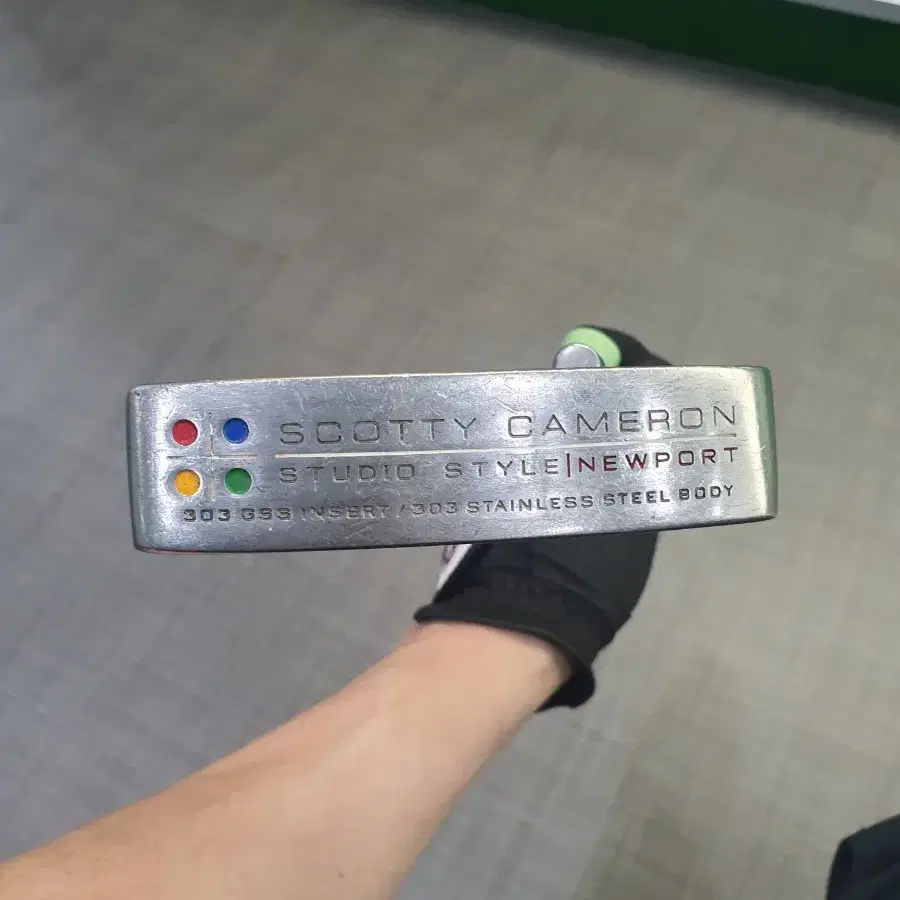 SCOTTY CAMERON
STUDIO STYLE|NEWPORT
303 GSS INSERT / 303 STAINLESS STEEL BODY